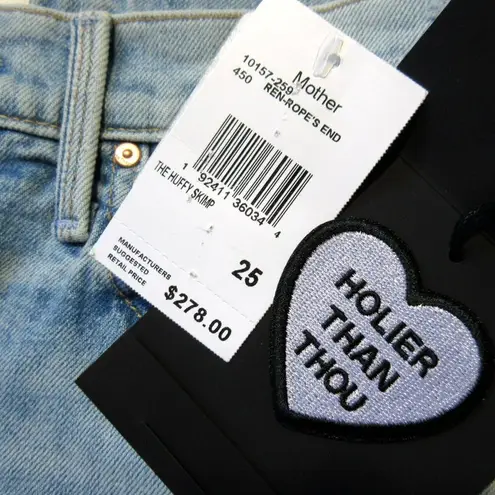 Mother
10157-259
450 REN-ROPE'S END
1 92411 36034 4
THE HUFFY SKIMP
25
MANUFACTURERS
SUGGESTED
RETAIL PRICE
$278.00
HOLIER
THAN
THOU